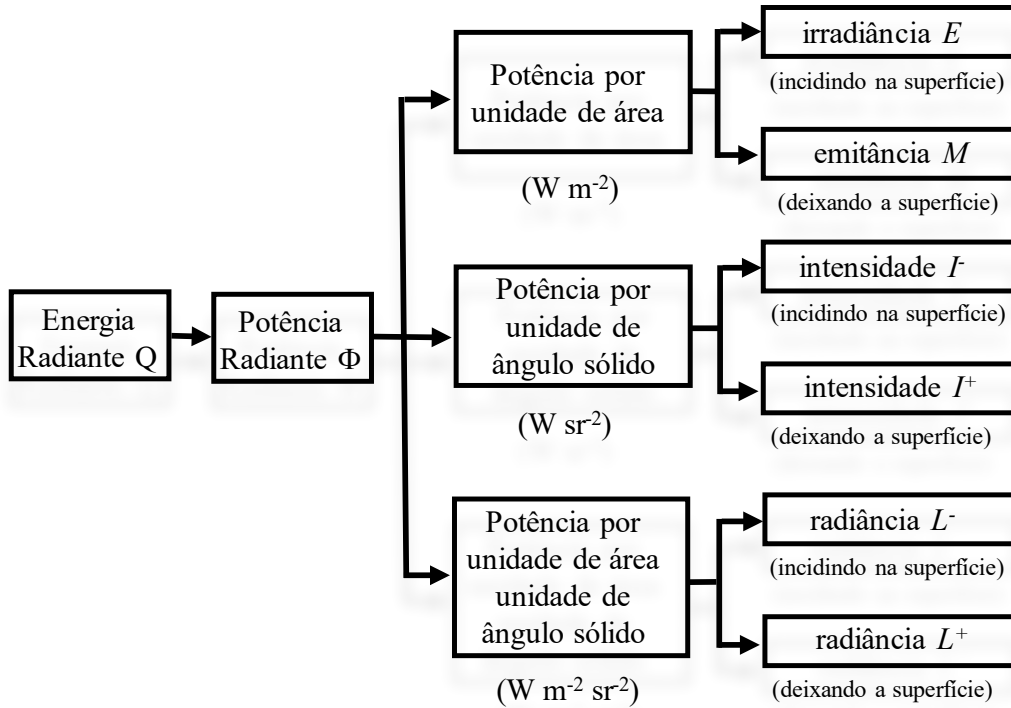 Energia
Radiante Q
Potência
Radiante Φ
Potência por
unidade de área
(W m⁻²)
irradiância E
(incidindo na superfície)
emitância M
(deixando a superfície)
Potência por
unidade de
ângulo sólido
(W sr⁻²)
intensidade I⁻
(incidindo na superfície)
intensidade I⁺
(deixando a superfície)
Potência por
unidade de área
unidade de
ângulo sólido
(W m⁻² sr⁻²)
radiância L⁻
(incidindo na superfície)
radiância L⁺
(deixando a superfície)